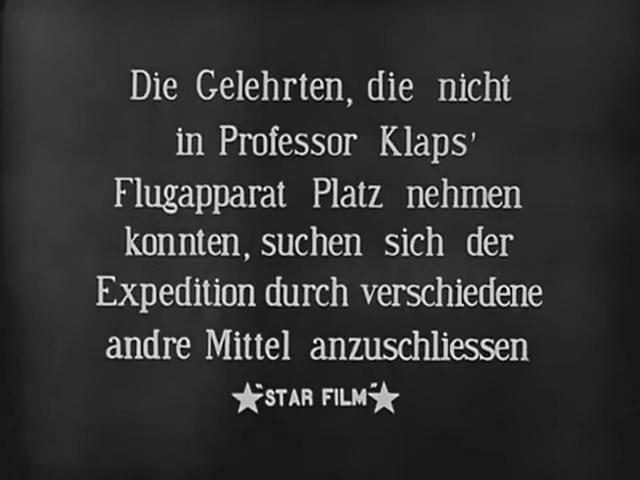 Die Gelehrten, die nicht
in Professor Klaps'
Flugapparat Platz nehmen
konnten, suchen sich der
Expedition durch verschiedene
andre Mittel anzuschliessen
"STAR FILM"